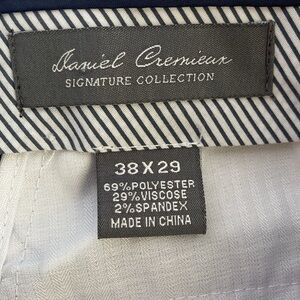 Daniel Cremieux
SIGNATURE COLLECTION
38X29
69%POLYESTER
29%VISCOSE
2%SPANDEX
MADE IN CHINA